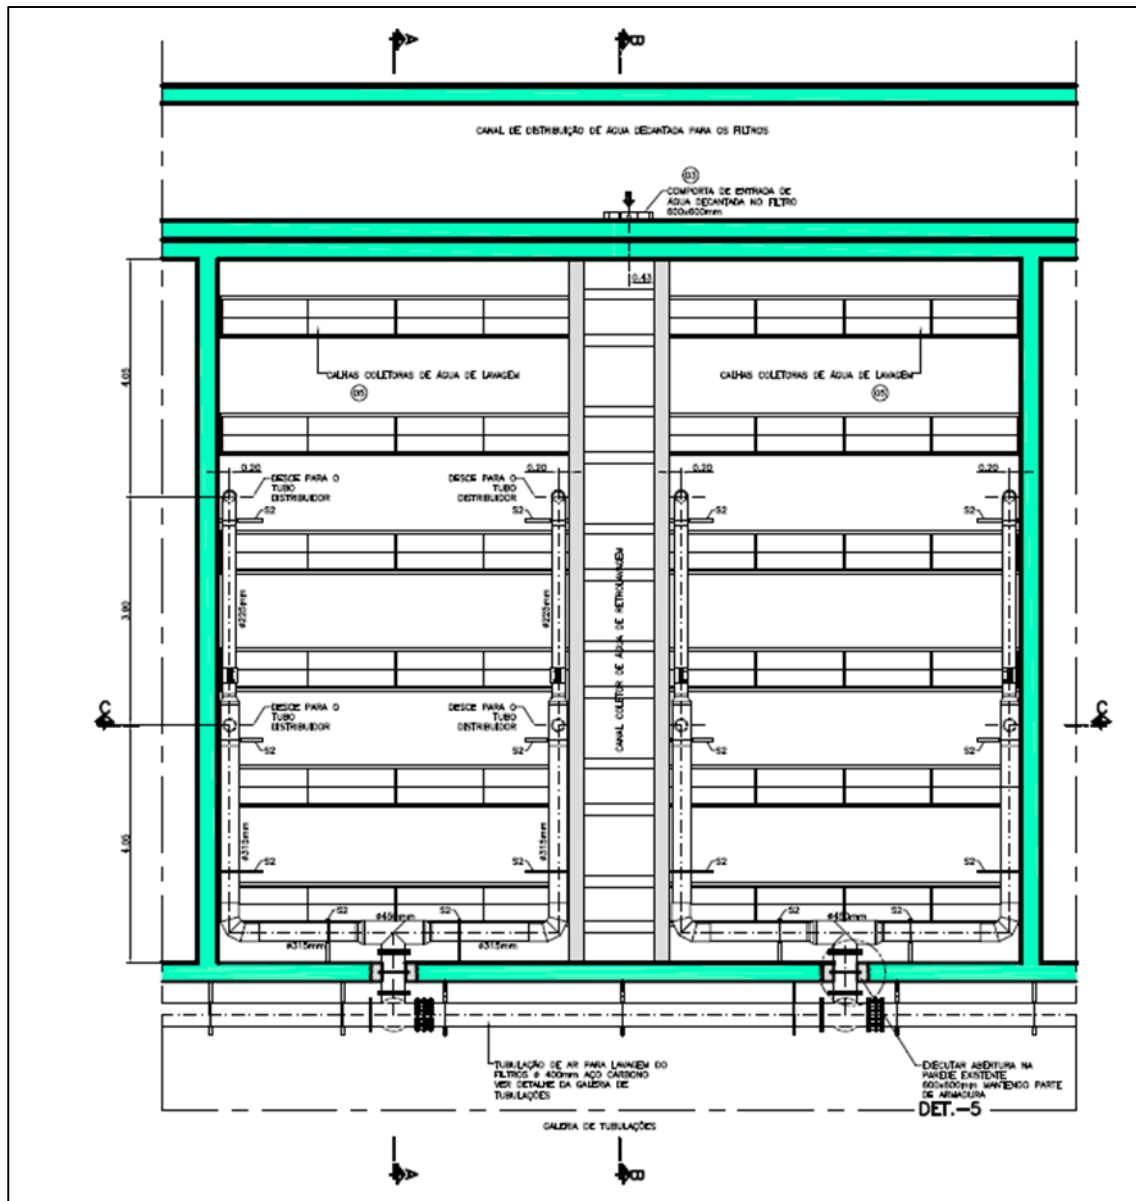 A
B
CANAL DE DISTRIBUIÇÃO DE ÁGUA DECANTADA PARA OS FILTROS
03
COMPORTA DE ENTRADA DE
ÁGUA DECANTADA NO FILTRO
600x600mm
0.43
4.05
CALHAS COLETORAS DE ÁGUA DE LAVAGEM
05
CALHAS COLETORAS DE ÁGUA DE LAVAGEM
05
0.20
0.20
0.20
0.20
DESCE PARA O
TUBO
DISTRIBUIDOR
DESCE PARA O
TUBO
DISTRIBUIDOR
S2
S2
S2
S2
3.90
ø225mm
ø225mm
CANAL COLETOR DE ÁGUA DE RETROLAVAGEM
C
C
DESCE PARA O
TUBO
DISTRIBUIDOR
DESCE PARA O
TUBO
DISTRIBUIDOR
S2
S2
S2
S2
4.05
ø315mm
ø315mm
S2
S2
S2
S2
S2
ø450mm
S2
S2
ø450mm
S2
ø315mm
ø315mm
TUBULAÇÃO DE AR PARA LAVAGEM DO
FILTROS ø 400mm AÇO CARBONO
VER DETALHE DA GALERIA DE
TUBULAÇÕES
EXECUTAR ABERTURA NA
PAREDE EXISTENTE
600x600mm MANTENDO PARTE
DE ARMADURA
DET.-5
GALERIA DE TUBULAÇÕES
A
B